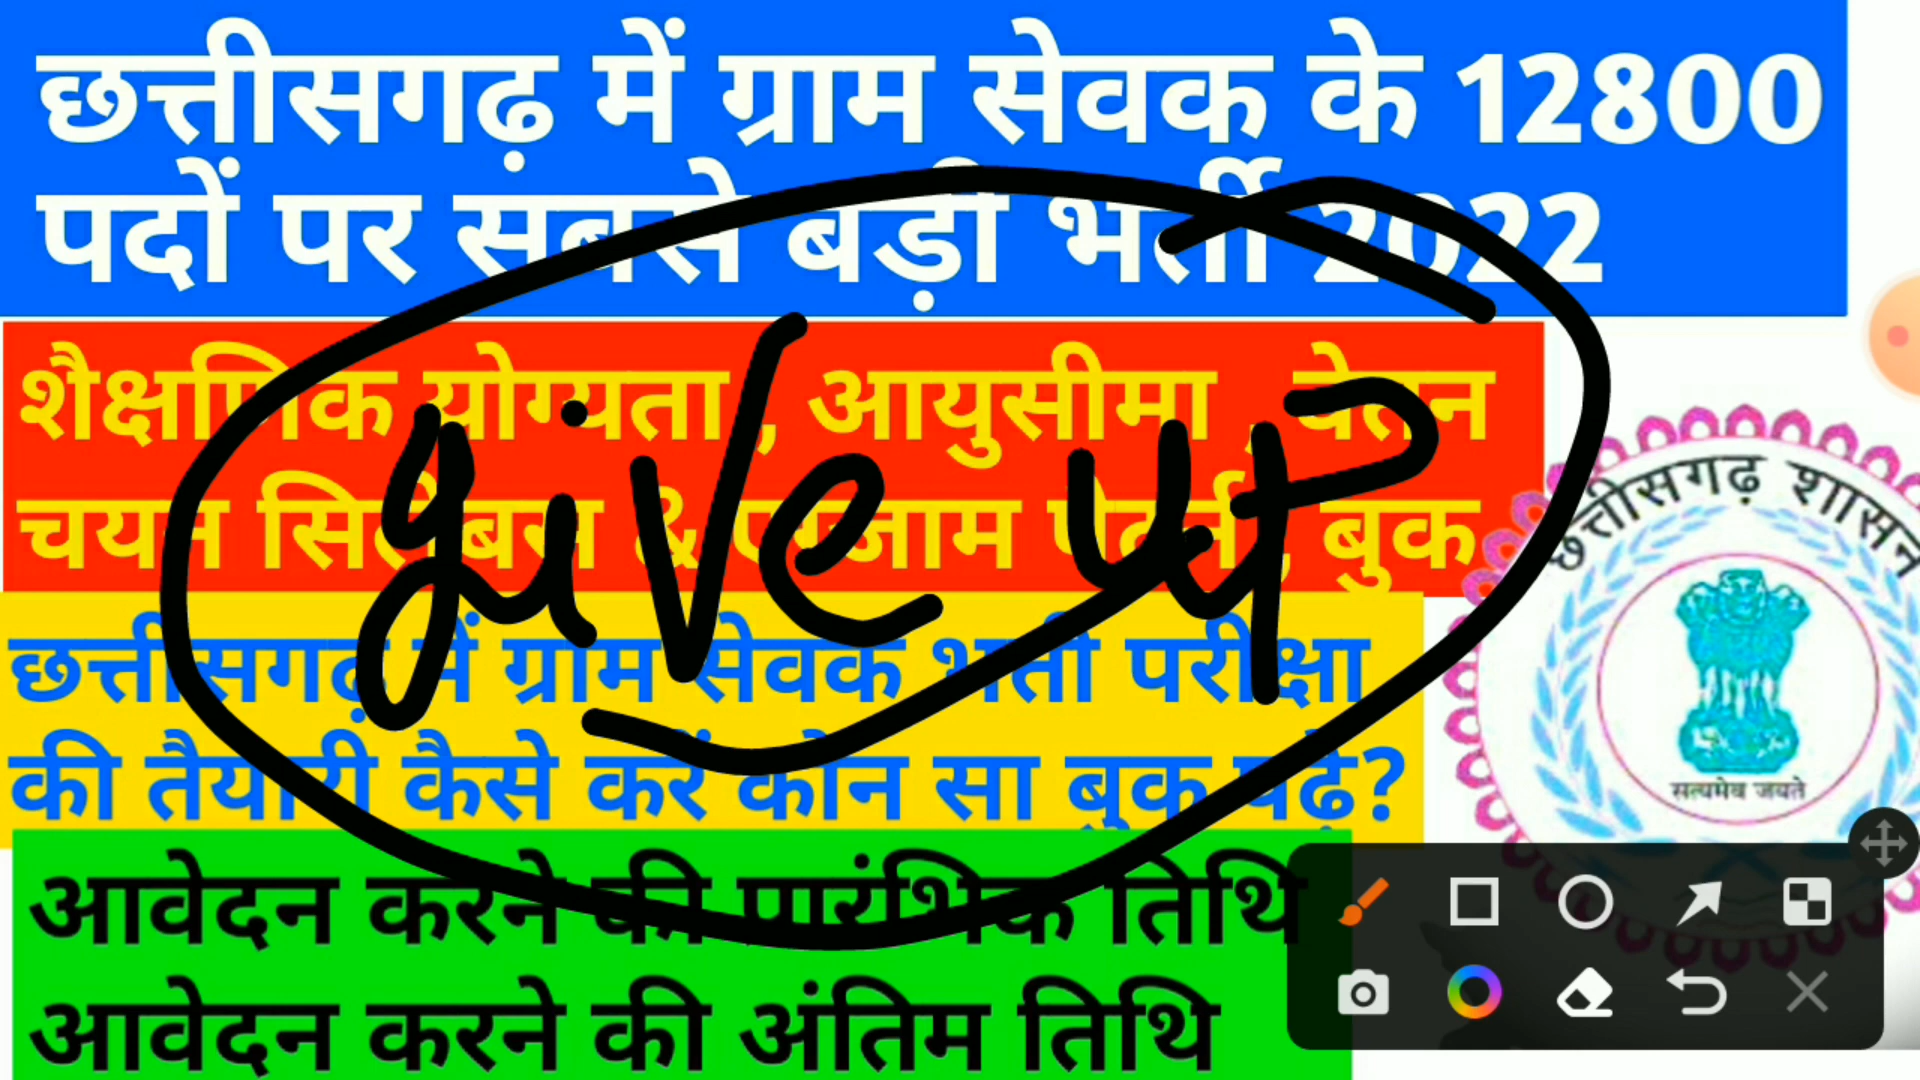 छत्तीसगढ़ में ग्राम सेवक के 12800
पदों पर सबसे बड़ी भर्ती 2022
शैक्षणिक योग्यता, आयुसीमा, वेतन
चयन सिलेबस & एग्जाम पैटर्न, बुक
give up
छत्तीसगढ़ में ग्राम सेवक भर्ती परीक्षा
की तैयारी कैसे करें कौन सा बुक पढ़े?
आवेदन करने की प्रारंभिक तिथि
आवेदन करने की अंतिम तिथि
छत्तीसगढ़ शासन
सत्यमेव जयते